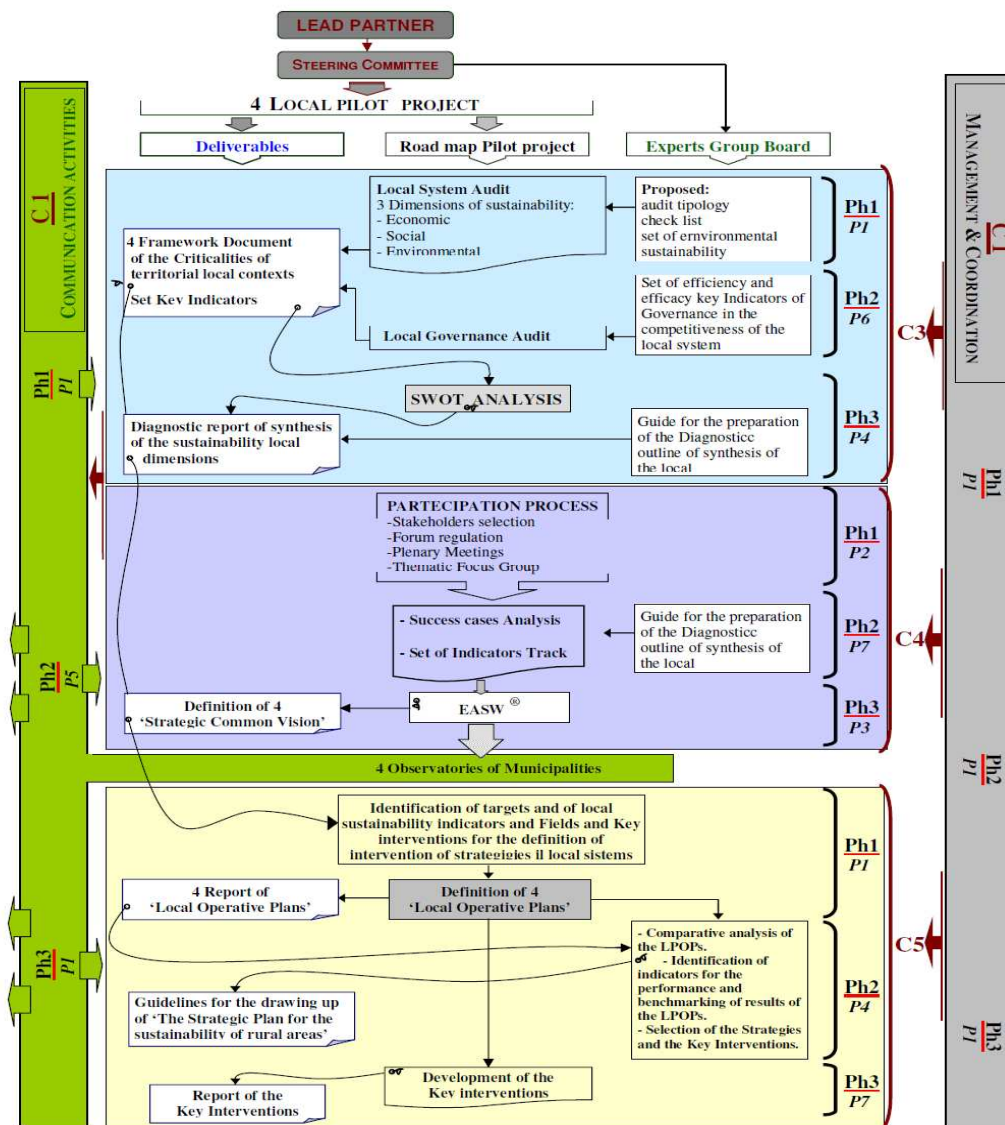 LEAD PARTNER
STEERING COMMITTEE
4 LOCAL PILOT PROJECT
Deliverables
Road map Pilot project
Experts Group Board
C 1
COMMUNICATION ACTIVITIES
Ph1
P1
Ph2
P5
Ph3
P1
Local System Audit
3 Dimensions of sustainability:
- Economic
- Social
- Environmental
Proposed:
audit tipology
check list
set of ernvironmental
sustainability
Ph1
P1
4 Framework Document
of the Criticalities of
territorial local contexts
Set Key Indicators
Local Governance Audit
Set of efficiency and
efficacy key Indicators of
Governance in the
competitiveness of the
local system
Ph2
P6
C3
SWOT ANALYSIS
Diagnostic report of synthesis
of the sustainability local
dimensions
Guide for the preparation
of the Diagnosticc
outline of synthesis of
the local
Ph3
P4
PARTECIPATION PROCESS
-Stakeholders selection
-Forum regulation
-Plenary Meetings
-Thematic Focus Group
Ph1
P2
- Success cases Analysis
- Set of Indicators Track
Guide for the preparation
of the Diagnosticc
outline of synthesis of
the local
Ph2
P7
C4
Definition of 4
‘Strategic Common Vision’
EASW ®
Ph3
P3
4 Observatories of Municipalities
Identification of targets and of local
sustainability indicators and Fields and Key
interventions for the definition of
intervention of strategigies il local sistems
Ph1
P1
4 Report of
‘Local Operative Plans’
Definition of 4
‘Local Operative Plans’
C5
- Comparative analysis of
the LPOPs.
- Identification of
indicators for the
performance and
benchmarking of results of
the LPOPs.
- Selection of the Strategies
and the Key Interventions.
Ph2
P4
Guidelines for the drawing up
of ‘The Strategic Plan for the
sustainability of rural areas’
Development of the
Key interventions
Report of the
Key Interventions
Ph3
P7
MANAGEMENT & COORDINATION
Ph1
P1
Ph2
P1
Ph3
P1